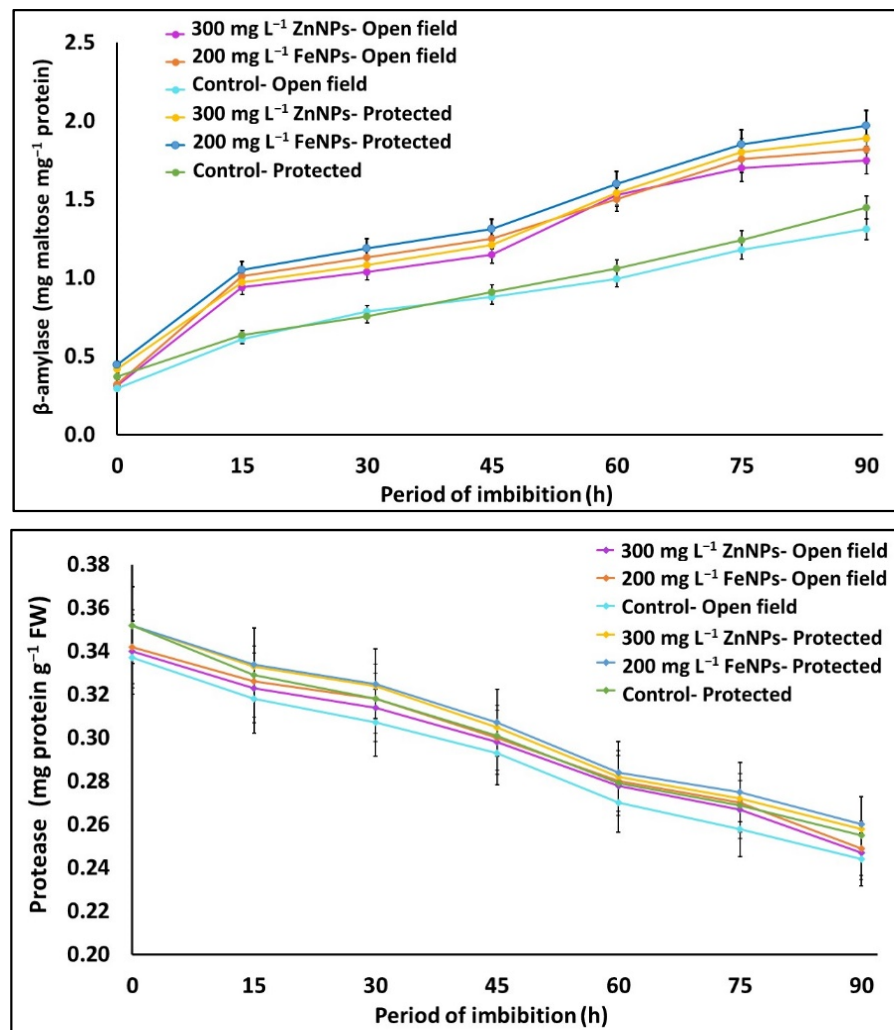 300 mg L⁻¹ ZnNPs- Open field
200 mg L⁻¹ FeNPs- Open field
Control- Open field
300 mg L⁻¹ ZnNPs- Protected
200 mg L⁻¹ FeNPs- Protected
Control- Protected
β-amylase (mg maltose mg⁻¹ protein)
2.5
2.0
1.5
1.0
0.5
0.0
0 15 30 45 60 75 90
Period of imbibition (h)
300 mg L⁻¹ ZnNPs- Open field
200 mg L⁻¹ FeNPs- Open field
Control- Open field
300 mg L⁻¹ ZnNPs- Protected
200 mg L⁻¹ FeNPs- Protected
Control- Protected
Protease (mg protein g⁻¹ FW)
0.38
0.36
0.34
0.32
0.30
0.28
0.26
0.24
0.22
0.20
0 15 30 45 60 75 90
Period of imbibition (h)